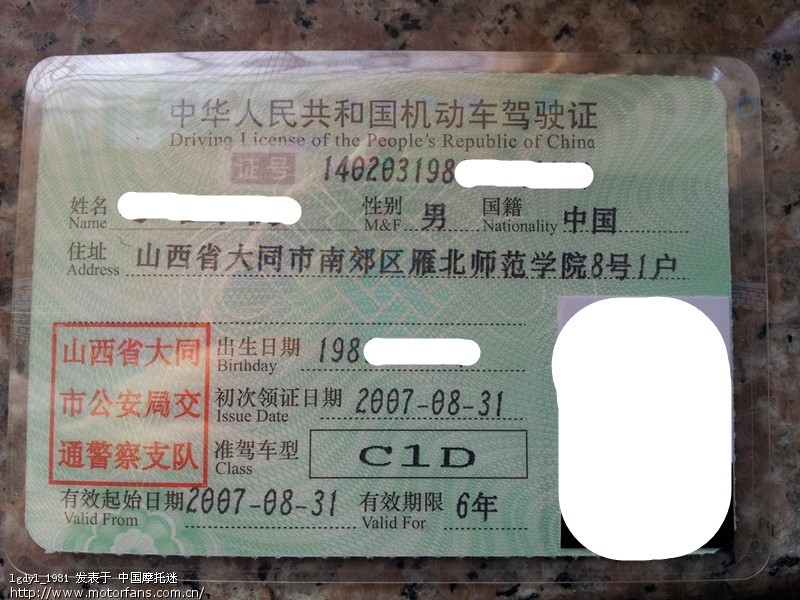 中华人民共和国机动车驾驶证
Driving License of the People's Republic of China
证号 140203198
姓名 Name
性别 M&F 男
国籍 Nationality 中国
住址 Address 山西省大同市南郊区雁北师范学院8号1户
山西省大同
市公安局交
通警察支队
出生日期 Birthday 198
初次领证日期 Issue Date 2007-08-31
准驾车型 Class C1D
有效起始日期 Valid From 2007-08-31
有效期限 Valid For 6年
lgdyl_1981 发表于 中国摩托迷
http://www.motorfans.com.cn/